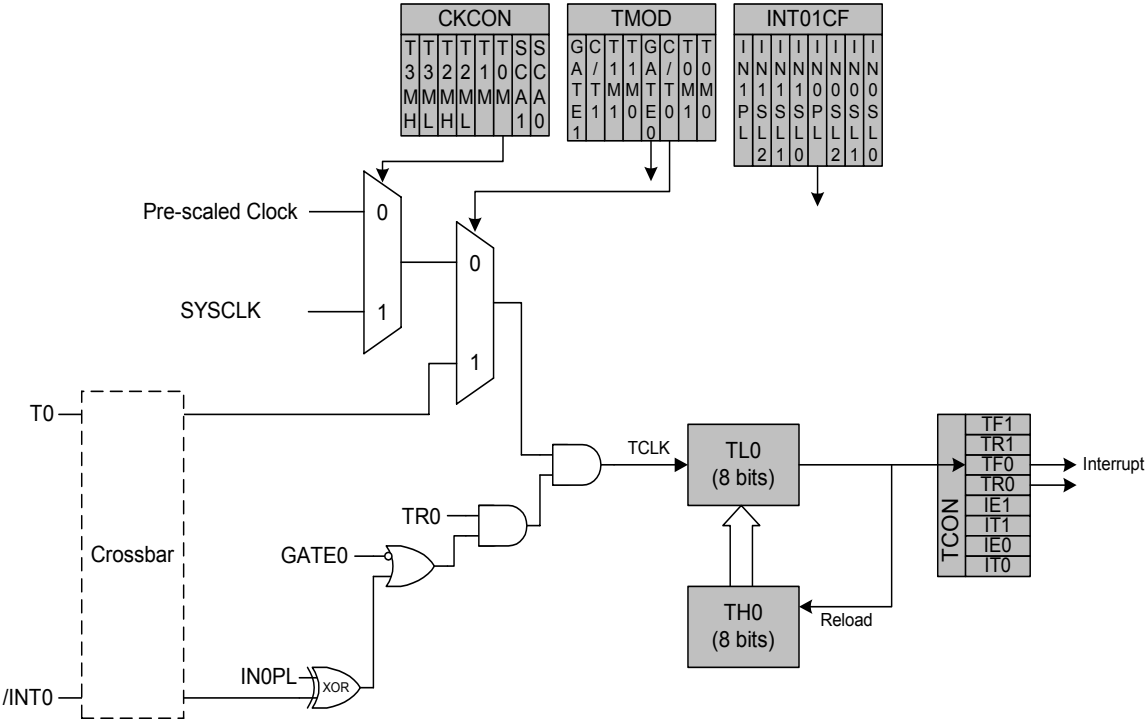 CKCON
T3MH
T3ML
T2MH
T2ML
T1M
T0M
SCA1
SCA0
TMOD
GATE1
C/T1
T1M1
T1M0
GATE0
C/T0
T0M1
T0M0
INT01CF
IN1PL
IN1SL2
IN1SL1
IN1SL0
IN0PL
IN0SL2
IN0SL1
IN0SL0
Pre-scaled Clock
0
SYSCLK
1
0
1
T0
Crossbar
/INT0
TR0
GATE0
IN0PL
XOR
TCLK
TL0
(8 bits)
TH0
(8 bits)
Reload
TCON
TF1
TR1
TF0
TR0
IE1
IT1
IE0
IT0
Interrupt